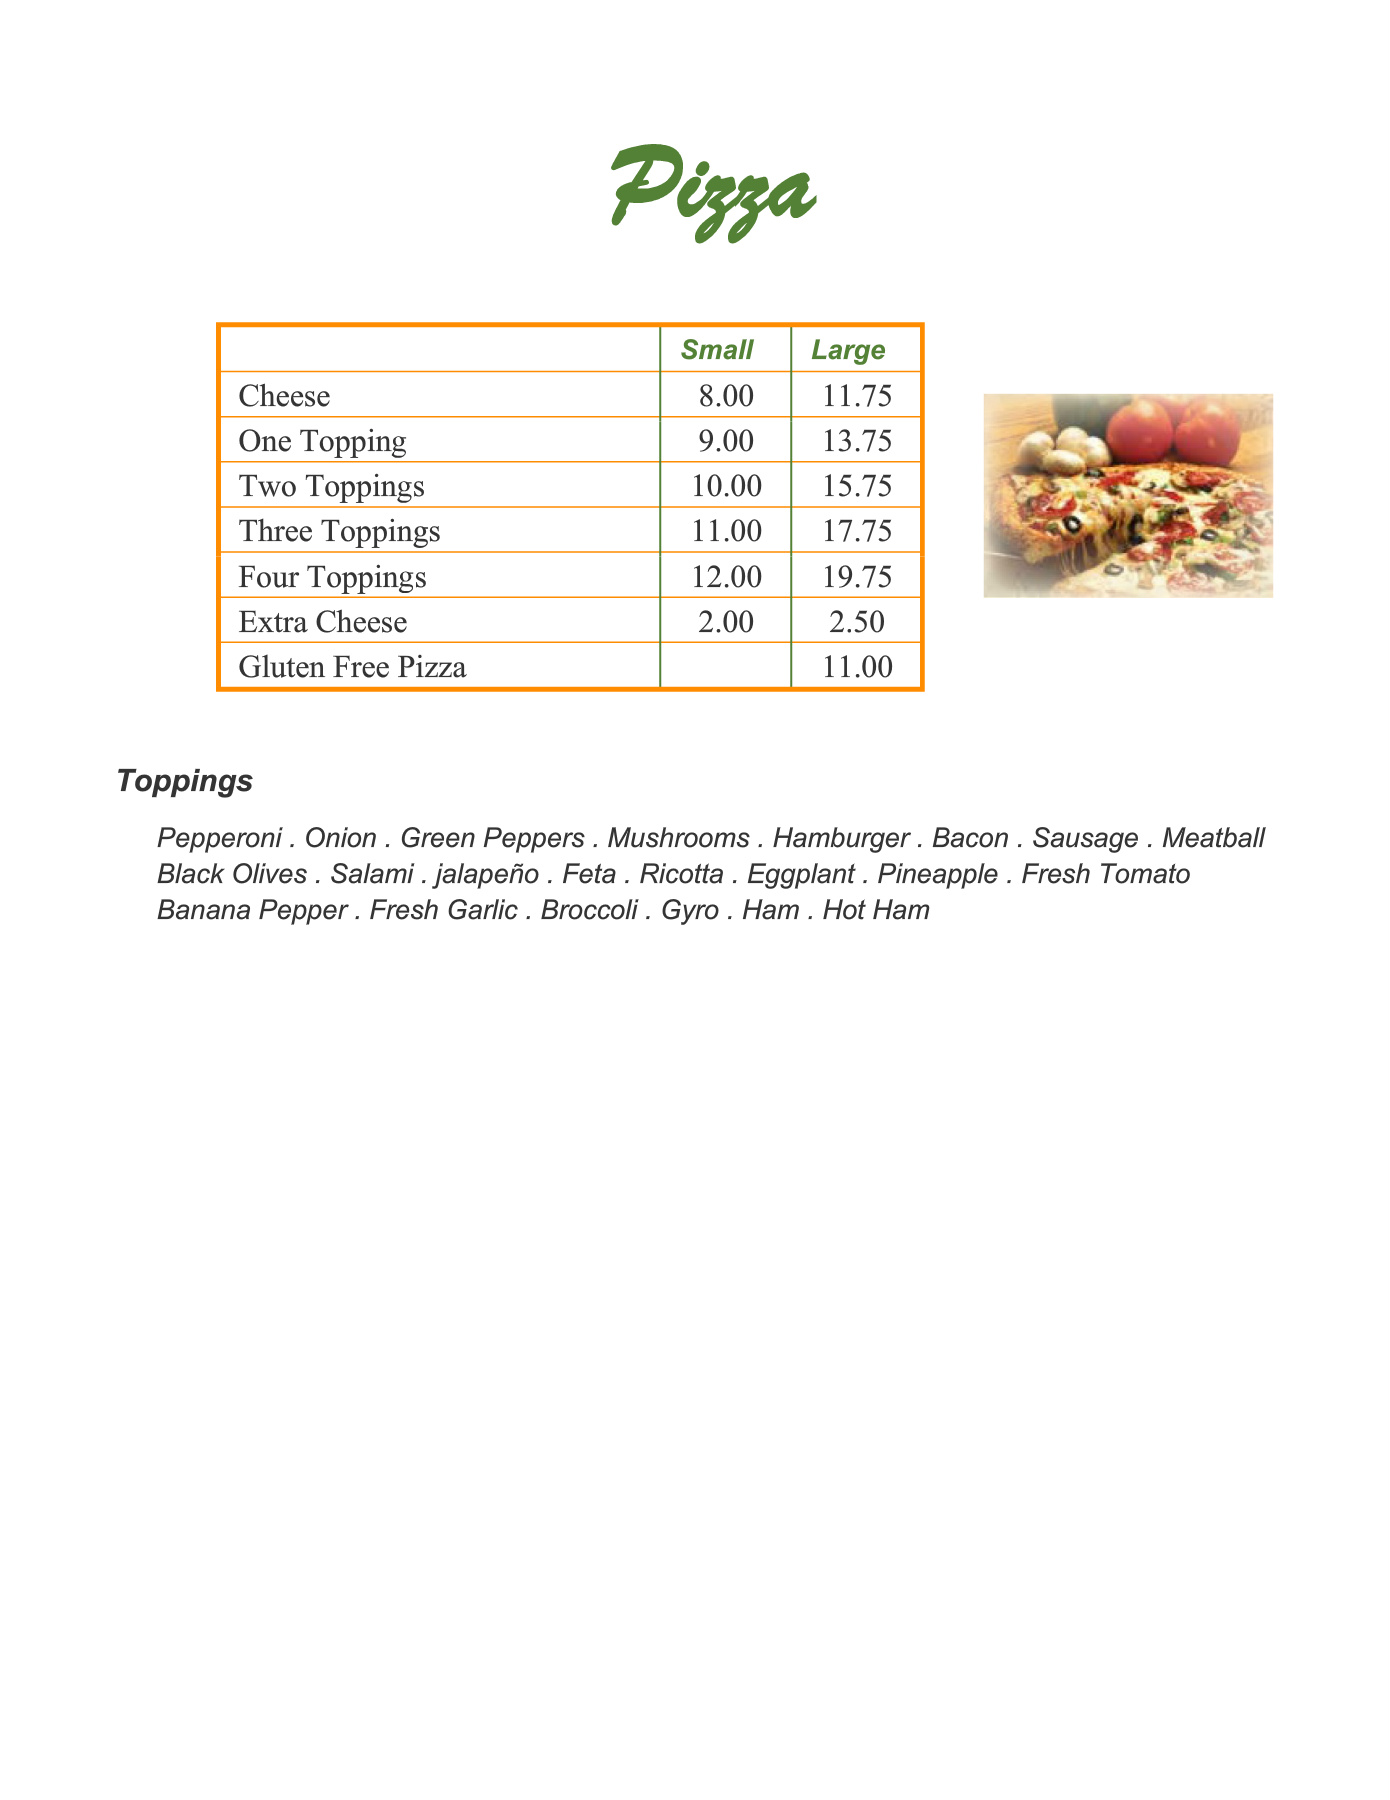 Pizza
Small Large
Cheese 8.00 11.75
One Topping 9.00 13.75
Two Toppings 10.00 15.75
Three Toppings 11.00 17.75
Four Toppings 12.00 19.75
Extra Cheese 2.00 2.50
Gluten Free Pizza 11.00
Toppings
Pepperoni . Onion . Green Peppers . Mushrooms . Hamburger . Bacon . Sausage . Meatball
Black Olives . Salami . jalapeño . Feta . Ricotta . Eggplant . Pineapple . Fresh Tomato
Banana Pepper . Fresh Garlic . Broccoli . Gyro . Ham . Hot Ham